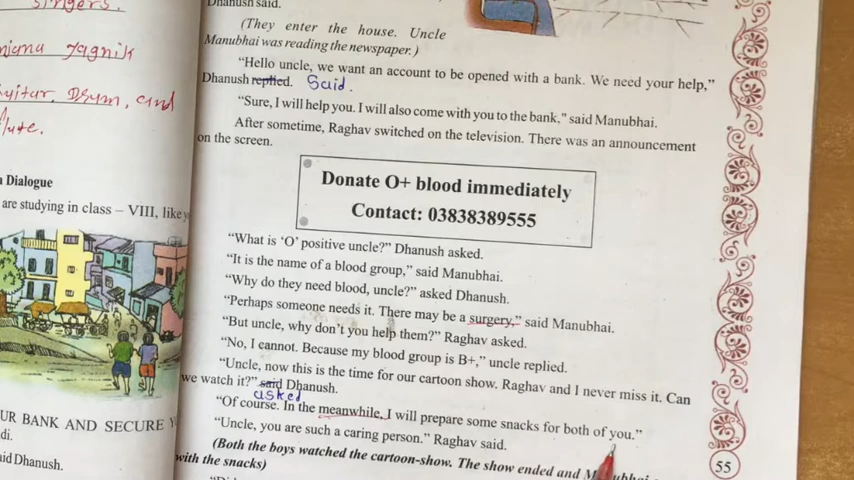 singers.
Jagnik
Drum, and
lute.
a Dialogue
are studying in class – VIII, like y
UR BANK AND SECURE Y
di.
aid Dhanush.
Dhanush said.
(They enter the house. Uncle
Manubhai was reading the newspaper.)
“Hello uncle, we want an account to be opened with a bank. We need your help,”
Dhanush replied. Said.
“Sure, I will help you. I will also come with you to the bank," said Manubhai.
After sometime, Raghav switched on the television. There was an announcement
on the screen.
Donate O+ blood immediately
Contact: 03838389555
“What is ‘O’ positive uncle?” Dhanush asked.
“It is the name of a blood group,” said Manubhai.
“Why do they need blood, uncle?” asked Dhanush.
“Perhaps someone needs it. There may be a surgery,” said Manubhai.
“But uncle, why don’t you help them?” Raghav asked.
“No, I cannot. Because my blood group is B+,” uncle replied.
“Uncle, now this is the time for our cartoon show. Raghav and I never miss it. Can
we watch it?” said Dhanush.
asked
“Of course. In the meanwhile, I will prepare some snacks for both of you.”
“Uncle, you are such a caring person.” Raghav said.
(Both the boys watched the cartoon-show. The show ended and
with the snacks)
55